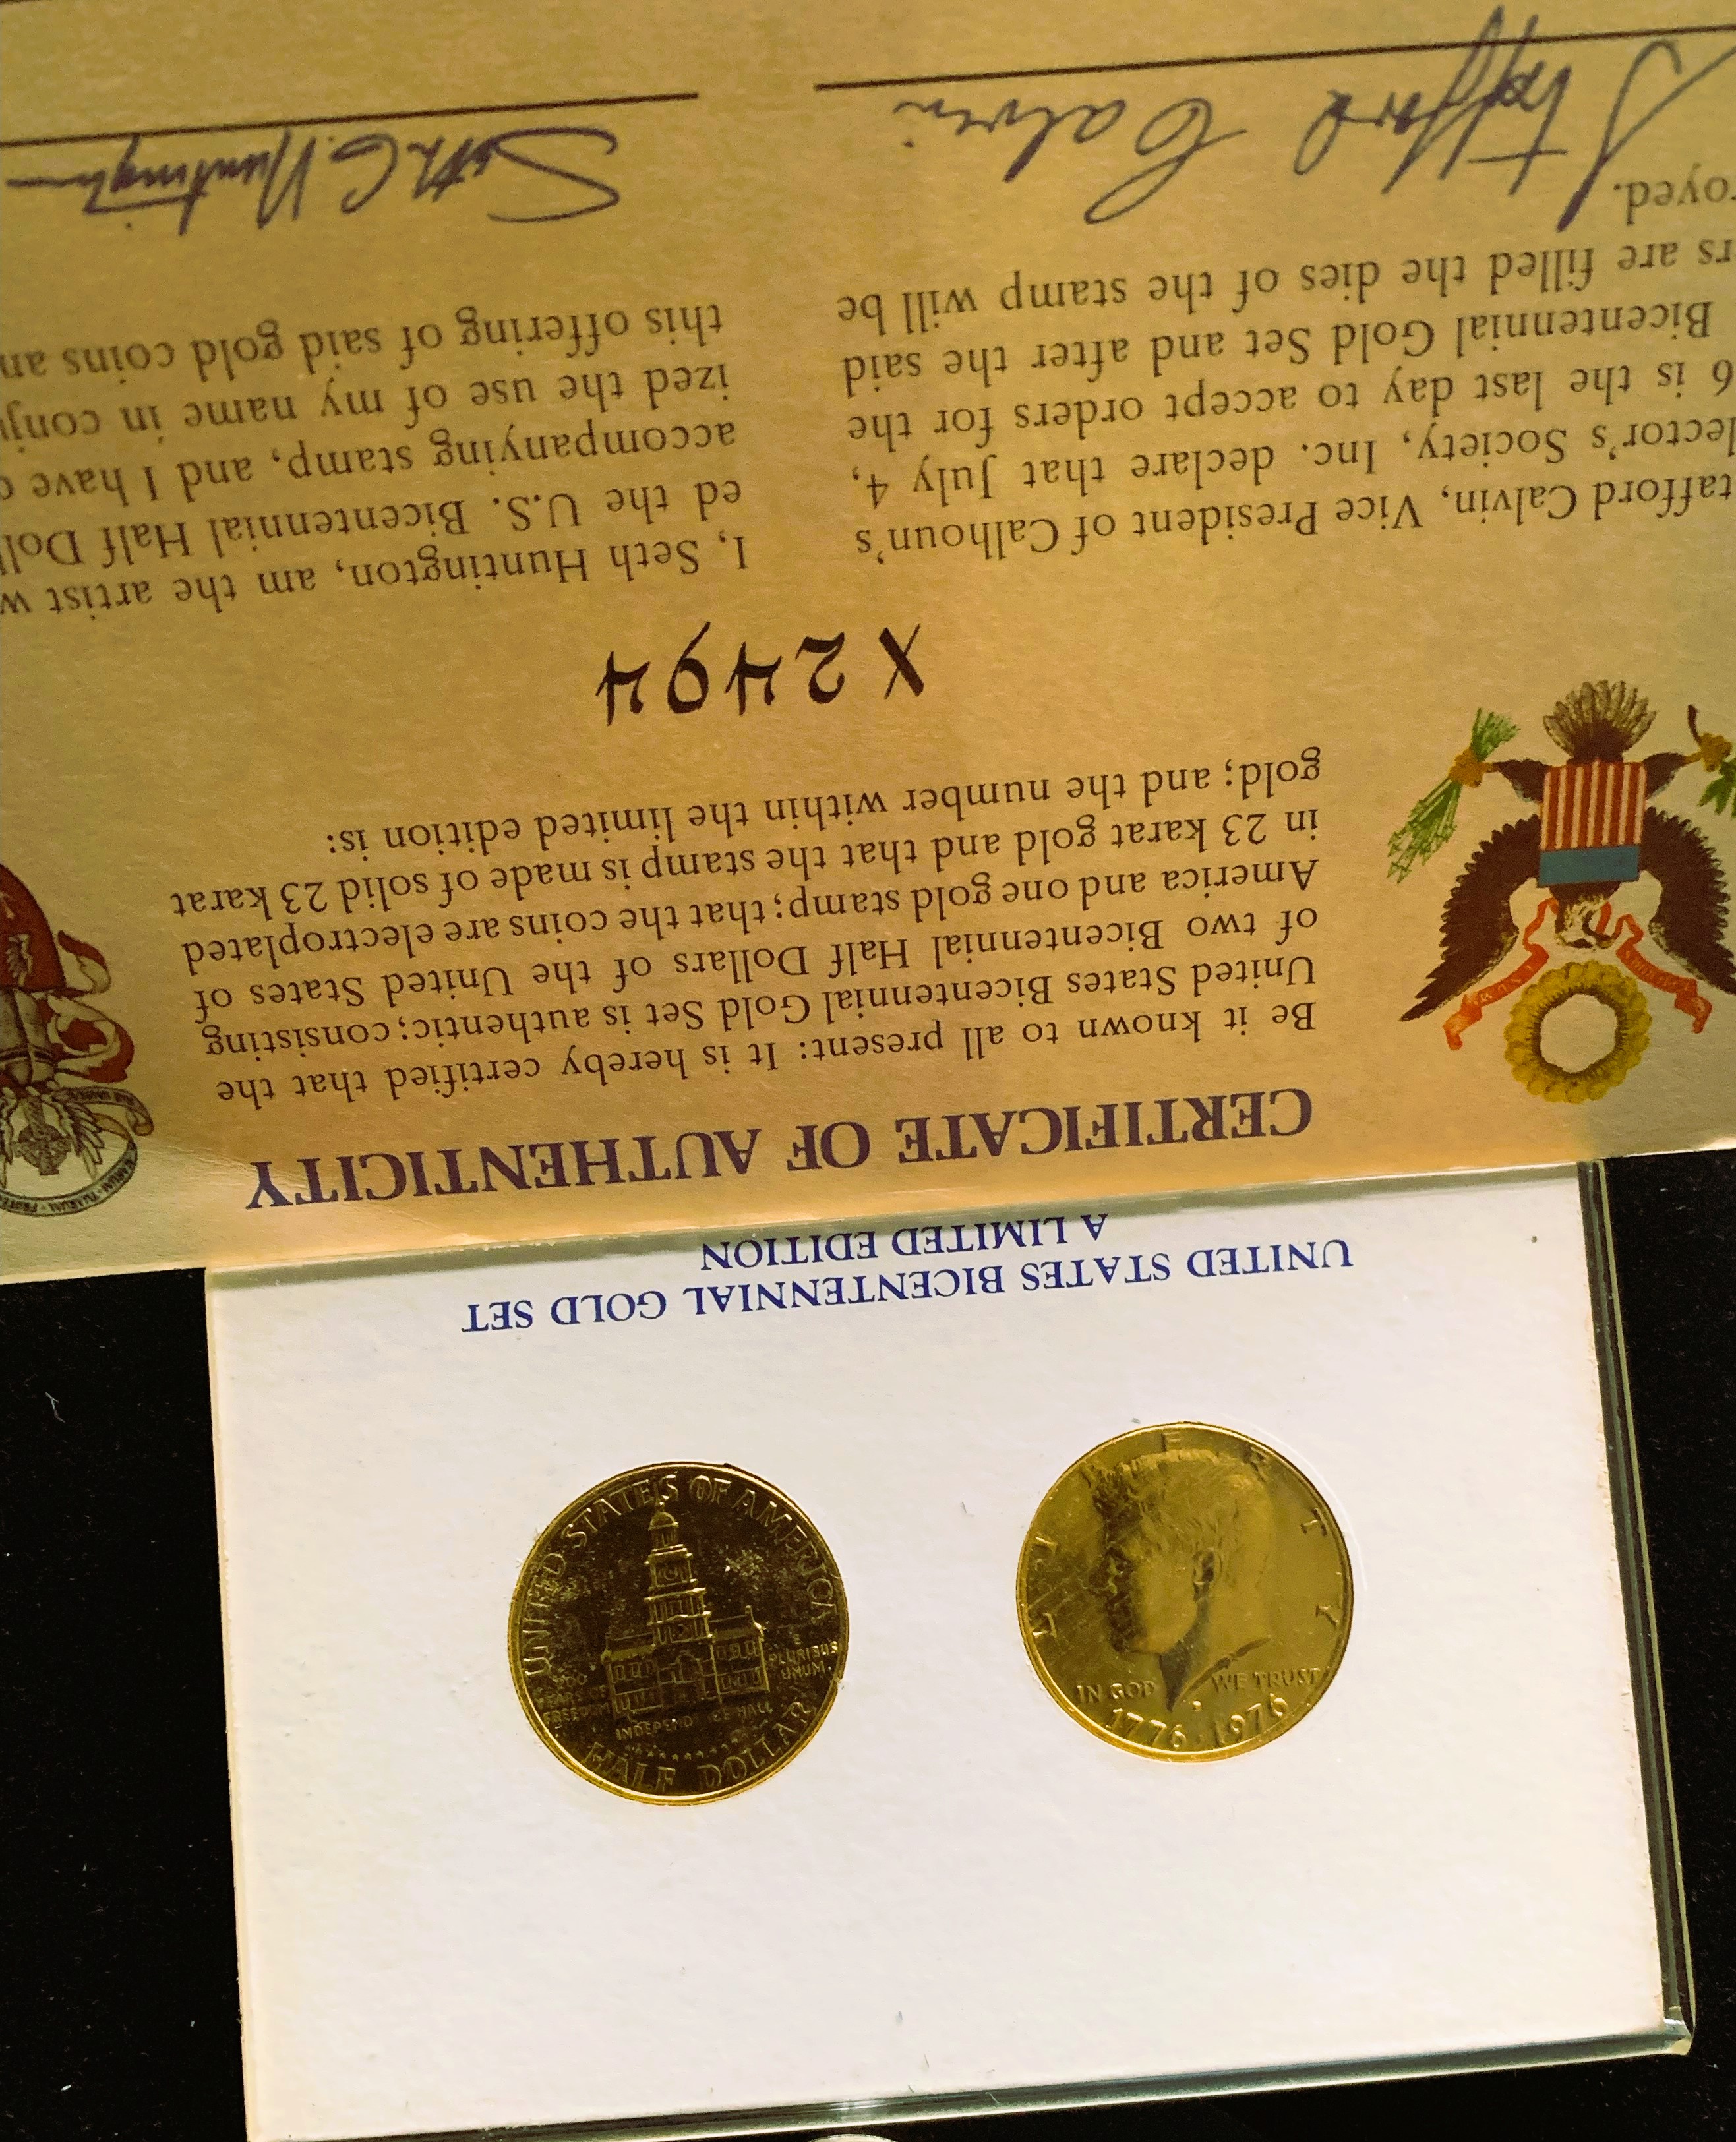 CERTIFICATE OF AUTHENTICITY
Be it known to all present: It is hereby certified that the
United States Bicentennial Gold Set is authentic; consisting
of two Bicentennial Half Dollars of the United States of
America and one gold stamp; that the coins are electroplated
in 23 karat gold and that the stamp is made of solid 23 karat
gold; and the number within the limited edition is:
X2494
tafford Calvin, Vice President of Calhoun's
lector's Society, Inc. declare that July 4,
6 is the last day to accept orders for the
Bicentennial Gold Set and after the said
rs are filled the dies of the stamp will be
royed.
Stafford Calvin
I, Seth Huntington, am the artist w
ed the U.S. Bicentennial Half Doll
accompanying stamp, and I have
ized the use of my name in conj
this offering of said gold coins an
Seth G. Huntington
UNITED STATES BICENTENNIAL GOLD SET
A LIMITED EDITION
UNITED STATES OF AMERICA
200
YEARS OF
FREEDOM
E
PLURIBUS
UNUM
INDEPENDENCE HALL
HALF DOLLAR
LIBERTY
IN GOD WE TRUST
1776·1976